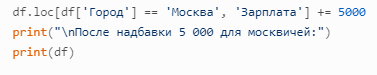 df.loc[df['Город'] == 'Москва', 'Зарплата'] += 5000
print("\nПосле надбавки 5 000 для москвичей:")
print(df)